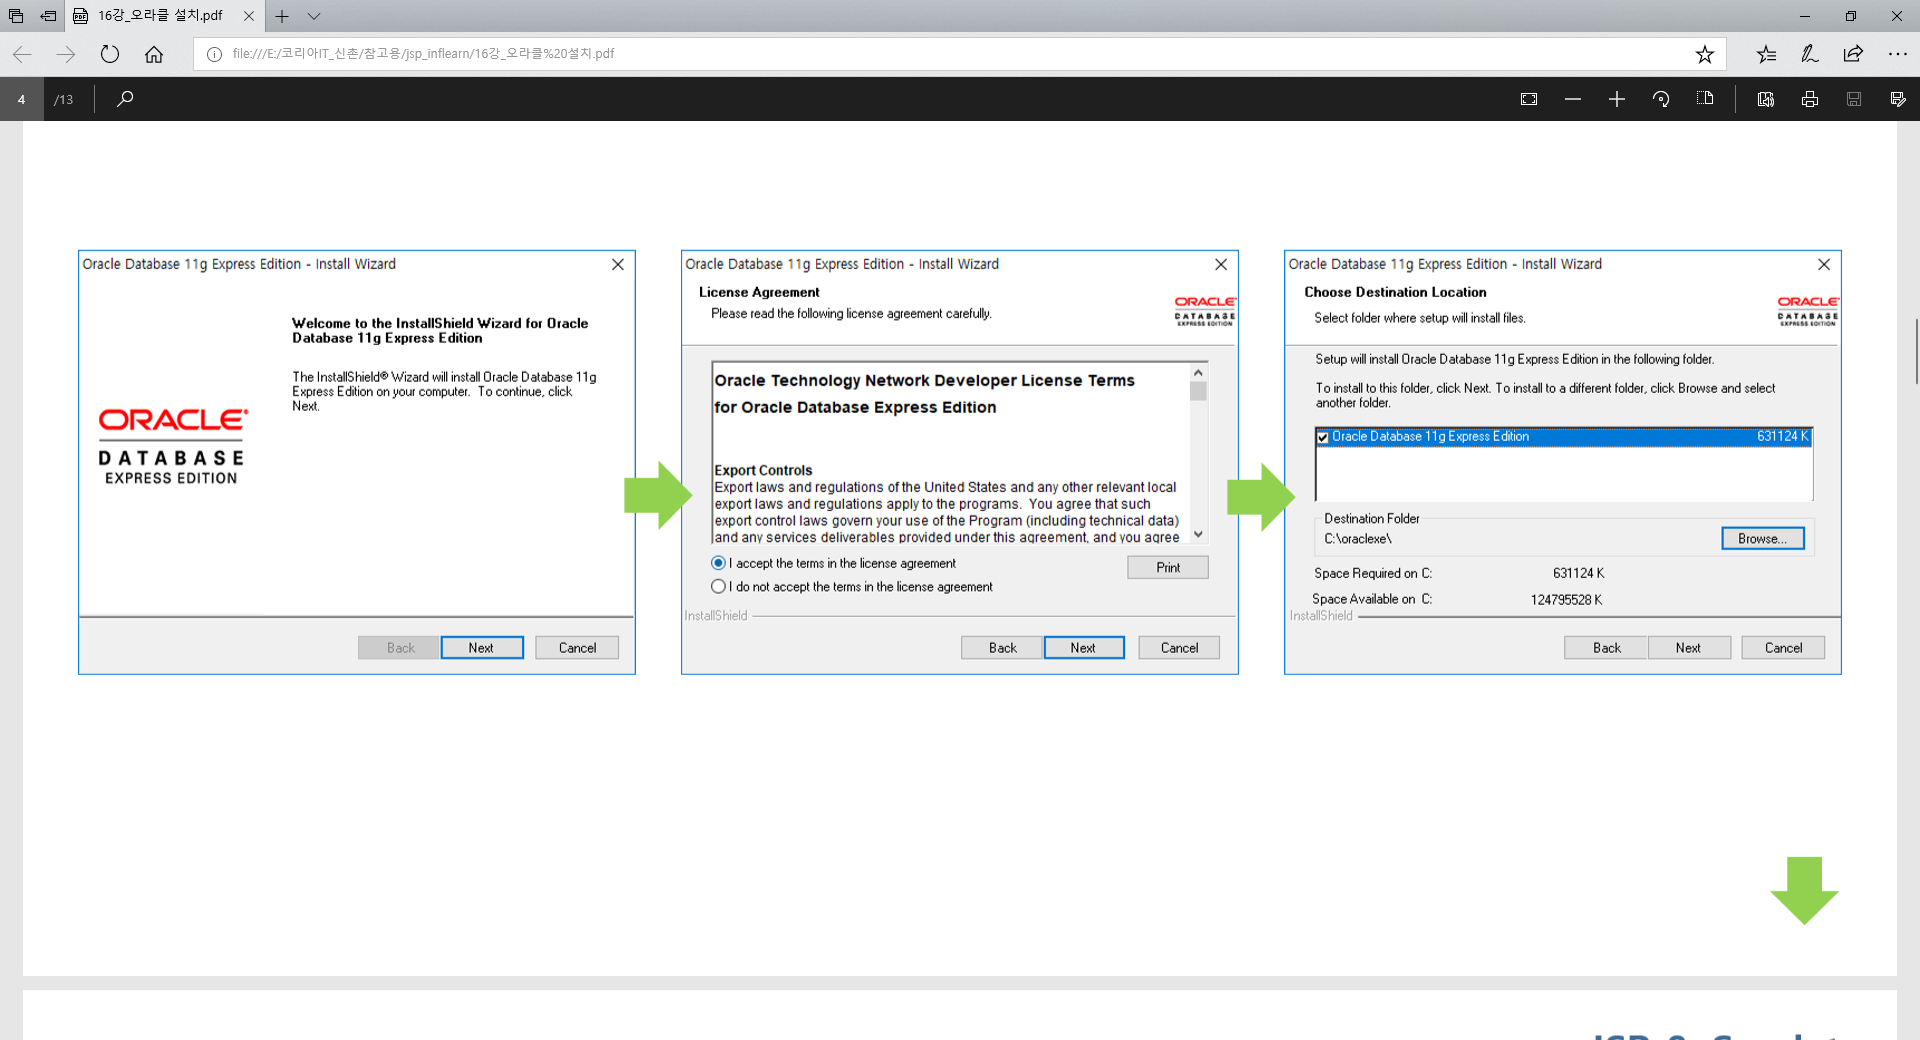 16강_오라클 설치.pdf
file:///E:/코리아IT_신촌/참고용/jsp_inflearn/16강_오라클%20설치.pdf
4 /13
Oracle Database 11g Express Edition - Install Wizard
Welcome to the InstallShield Wizard for Oracle
Database 11g Express Edition
The InstallShield® Wizard will install Oracle Database 11g
Express Edition on your computer. To continue, click
Next.
ORACLE®
DATABASE
EXPRESS EDITION
Back Next Cancel
Oracle Database 11g Express Edition - Install Wizard
License Agreement
Please read the following license agreement carefully.
ORACLE
DATABASE
EXPRESS EDITION
Oracle Technology Network Developer License Terms
for Oracle Database Express Edition
Export Controls
Export laws and regulations of the United States and any other relevant local
export laws and regulations apply to the programs. You agree that such
export control laws govern your use of the Program (including technical data)
and any services deliverables provided under this agreement, and you agree
I accept the terms in the license agreement
Print
I do not accept the terms in the license agreement
InstallShield
Back Next Cancel
Oracle Database 11g Express Edition - Install Wizard
Choose Destination Location
Select folder where setup will install files.
ORACLE
DATABASE
EXPRESS EDITION
Setup will install Oracle Database 11g Express Edition in the following folder.
To install to this folder, click Next. To install to a different folder, click Browse and select
another folder.
Oracle Database 11g Express Edition 631124 K
Destination Folder
C:\oraclexe\
Browse...
Space Required on C: 631124 K
Space Available on C: 124795528 K
InstallShield
Back Next Cancel